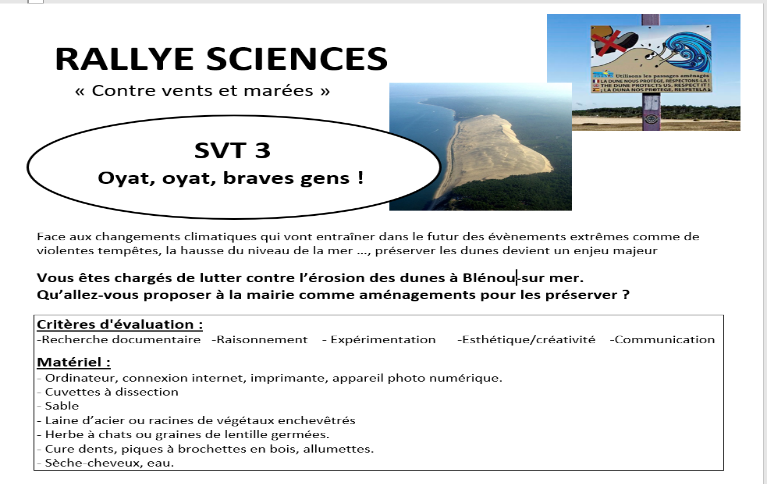 RALLYE SCIENCES
« Contre vents et marées »
SVT 3
Oyat, oyat, braves gens !
Utilisons les passages aménagés
LA DUNE NOUS PROTÈGE, RESPECTONS-LA !
THE DUNE PROTECTS US, RESPECT IT !
¡ LA DUNA NOS PROTEGE, RESPETELA !
Face aux changements climatiques qui vont entraîner dans le futur des évènements extrêmes comme de
violentes tempêtes, la hausse du niveau de la mer ..., préserver les dunes devient un enjeu majeur
Vous êtes chargés de lutter contre l'érosion des dunes à Blénou-sur mer.
Qu'allez-vous proposer à la mairie comme aménagements pour les préserver ?
Critères d'évaluation :
-Recherche documentaire -Raisonnement - Expérimentation -Esthétique/créativité -Communication
Matériel :
- Ordinateur, connexion internet, imprimante, appareil photo numérique.
- Cuvettes à dissection
- Sable
- Laine d'acier ou racines de végétaux enchevêtrés
- Herbe à chats ou graines de lentille germées.
- Cure dents, piques à brochettes en bois, allumettes.
- Sèche-cheveux, eau.